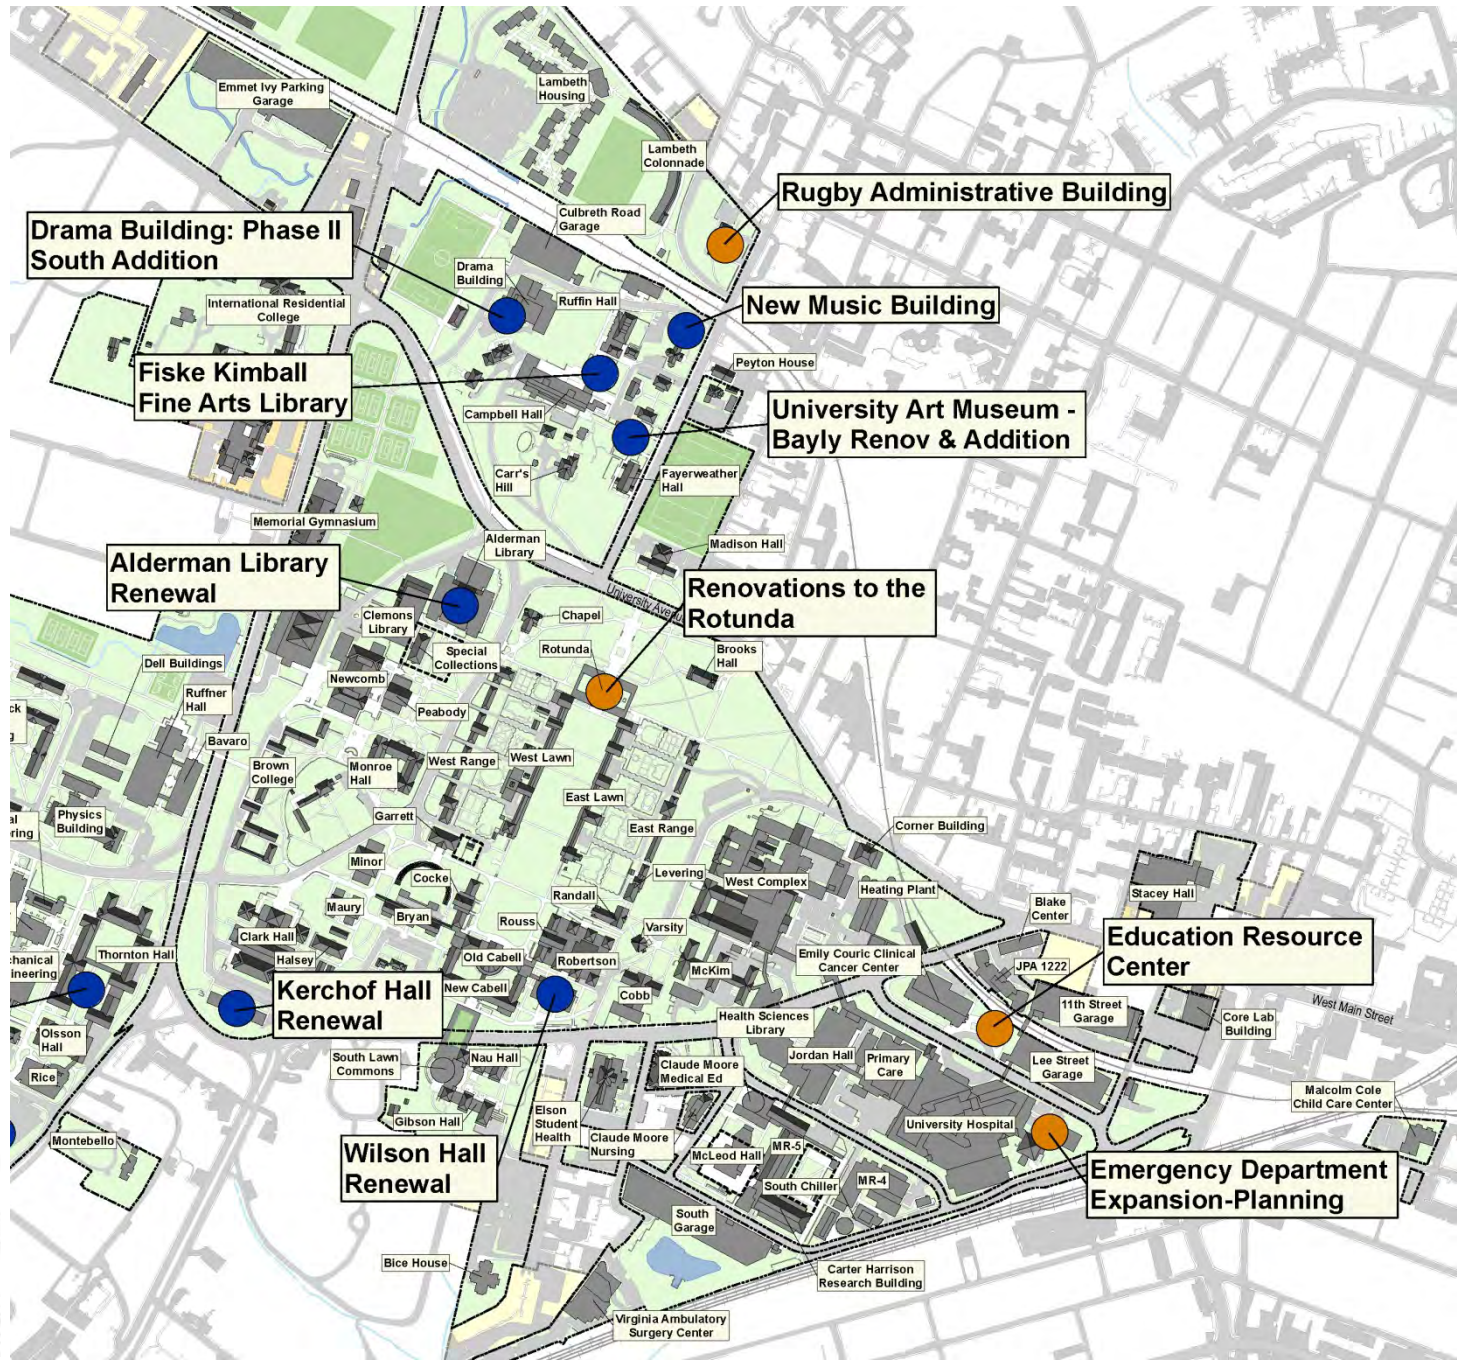 Emmet Ivy Parking
Garage
Lambeth
Housing
Lambeth
Colonnade
Rugby Administrative Building
Culbreth Road
Garage
Drama Building: Phase II
South Addition
Drama
Building
Ruffin Hall
International Residential
College
New Music Building
Fiske Kimball
Fine Arts Library
Peyton House
Campbell Hall
University Art Museum -
Bayly Renov & Addition
Carr's
Hill
Fayerweather
Hall
Memorial Gymnasium
Alderman
Library
Madison Hall
Alderman Library
Renewal
University Avenue
Renovations to the
Rotunda
Clemons
Library
Chapel
Special
Collections
Rotunda
Brooks
Hall
Dell Buildings
Newcomb
Ruffner
Hall
Peabody
Bavaro
Brown
College
Monroe
Hall
West Range
West Lawn
East Lawn
Physics
Building
Garrett
East Range
Corner Building
Minor
Cocke
Levering
West Complex
Heating Plant
Stacey Hall
Randall
Maury
Bryan
Rouss
Varsity
Blake
Center
Clark Hall
Halsey
Thornton Hall
Old Cabell
Robertson
McKim
Emily Couric Clinical
Cancer Center
JPA 1222
Education Resource
Center
Kerchof Hall
Renewal
New Cabell
Cobb
11th Street
Garage
West Main Street
Core Lab
Building
Health Sciences
Library
Olsson
Hall
Rice
South Lawn
Commons
Nau Hall
Claude Moore
Medical Ed
Jordan Hall
Primary
Care
Lee Street
Garage
Malcolm Cole
Child Care Center
Gibson Hall
Elson
Student
Health
Claude Moore
Nursing
University Hospital
Montebello
Wilson Hall
Renewal
McLeod Hall
MR-5
South Chiller
MR-4
Emergency Department
Expansion-Planning
South
Garage
Bice House
Carter Harrison
Research Building
Virginia Ambulatory
Surgery Center